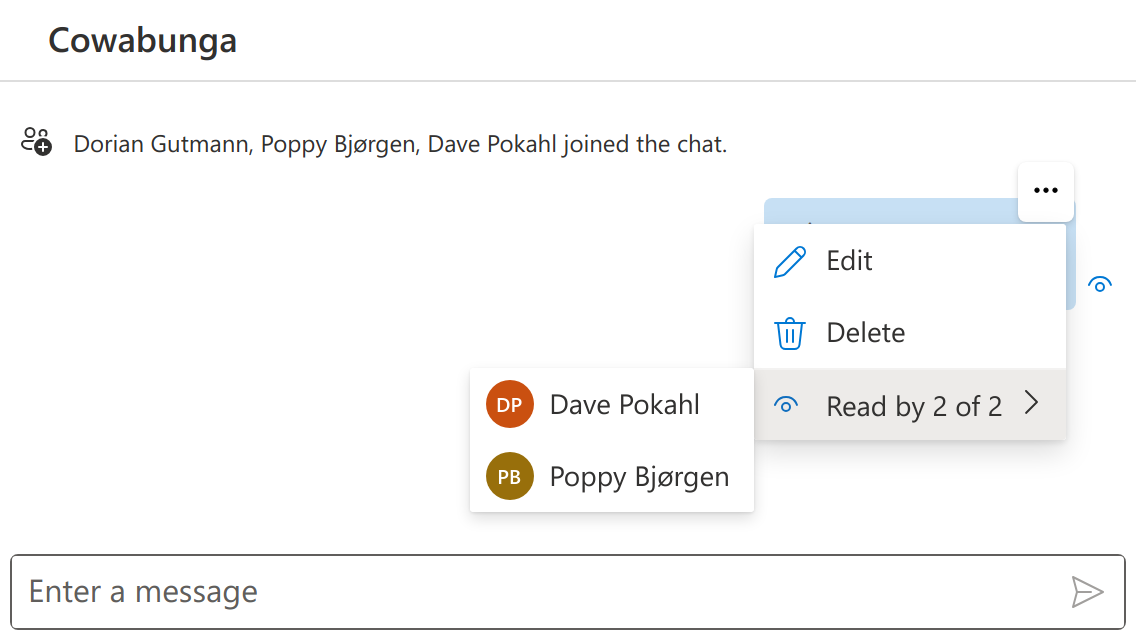 Cowabunga
Dorian Gutmann, Poppy Bjørgen, Dave Pokahl joined the chat.
Edit
Delete
Read by 2 of 2
DP Dave Pokahl
PB Poppy Bjørgen
Enter a message